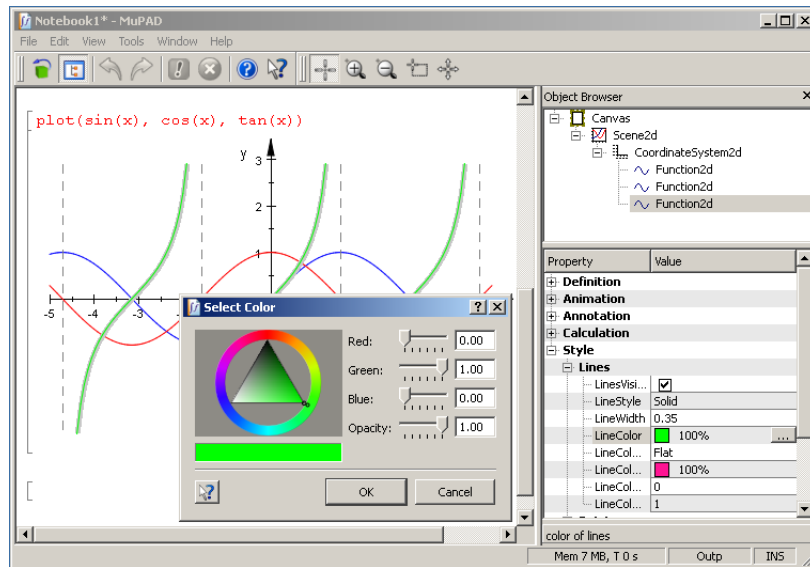 Notebook1* - MuPAD
File Edit View Tools Window Help
plot(sin(x), cos(x), tan(x))
y
3
2
1
-5 -4 -3
Object Browser
Canvas
Scene2d
CoordinateSystem2d
Function2d
Function2d
Function2d
Property Value
Definition
Animation
Annotation
Calculation
Style
Lines
LinesVisi...
LineStyle Solid
LineWidth 0.35
LineColor 100% ...
LineCol... Flat
LineCol... 100%
LineCol... 0
LineCol... 1
color of lines
Select Color
Red: 0.00
Green: 1.00
Blue: 0.00
Opacity: 1.00
OK Cancel
Mem 7 MB, T 0 s Outp INS